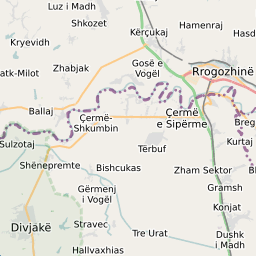 Luz i Madh
Shkozet
Hamenraj
Kërçukaj
Kryevidh
Hasd
Gosë e
Vogël
Zhabjak
atk-Milot
Rrogozhinë
Ballaj
Çermë-
Shkumbin
Çermë
e Sipërme
Breg
Sulzotaj
Kurtaj
Tërbuf
Shënepremte
Bishcukas
Zham Sektor
B
Gërmenj
i Vogël
Gramsh
Konjat
Divjakë
Stravec
Tre Urat
Dushk
i Madh
Hallvaxhias